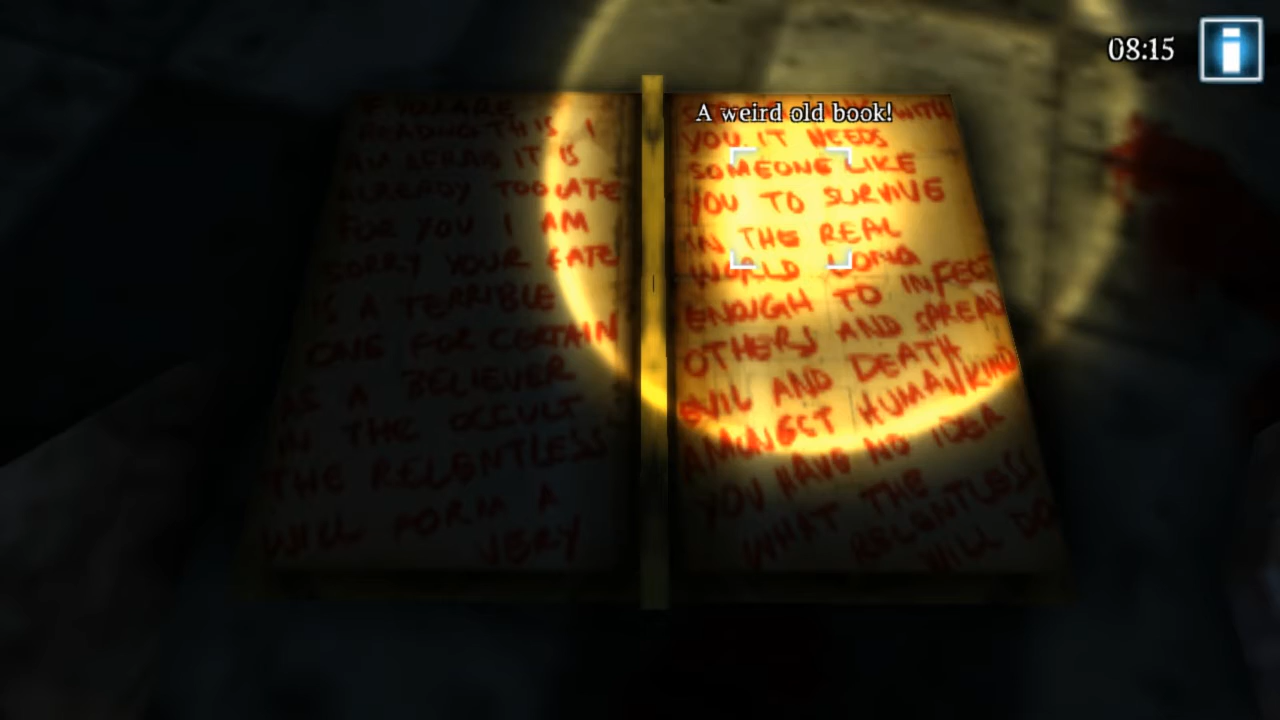 08:15
A weird old book!
IF YOU ARE
READING THIS I
AM AFRAID IT IS
ALREADY TOO LATE
FOR YOU I AM
SORRY YOUR FATE
IS A TERRIBLE
ONE FOR CERTAIN
AS A BELIEVER
IN THE OCCULT
THE RELENTLESS
WILL FORM A
VERY
WITH
YOU IT NEEDS
SOMEONE LIKE
YOU TO SURVIVE
IN THE REAL
WORLD LONG
ENOUGH TO INFECT
OTHERS AND SPREAD
EVIL AND DEATH
AMUNGST HUMANKIND
YOU HAVE NO IDEA
WHAT THE
RELENTLESS
WILL DO